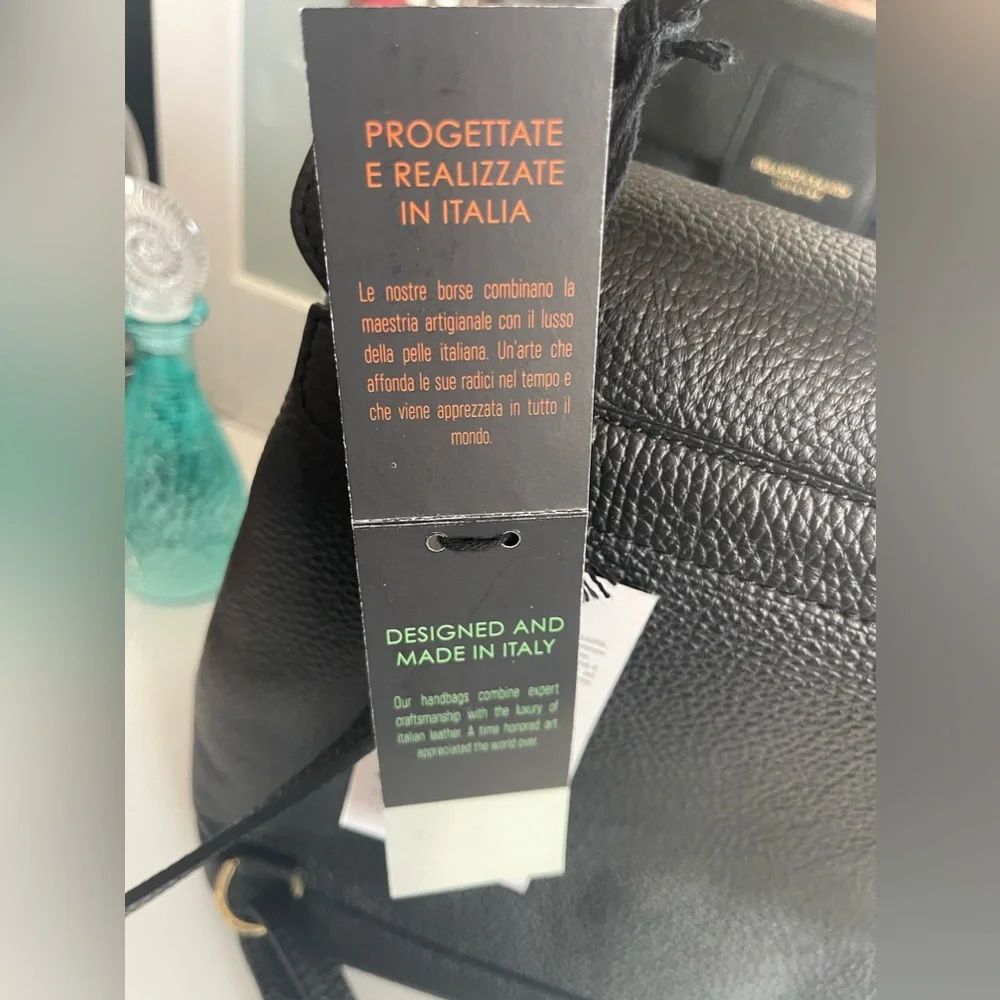 PROGETTATE
E REALIZZATE
IN ITALIA
Le nostre borse combinano la
maestria artigianale con il lusso
della pelle italiana. Un'arte che
affonda le sue radici nel tempo e
che viene apprezzata in tutto il
mondo.
DESIGNED AND
MADE IN ITALY
Our handbags combine expert
craftsmanship with the luxury of
Italian leather. A time honored art
appreciated the world over.